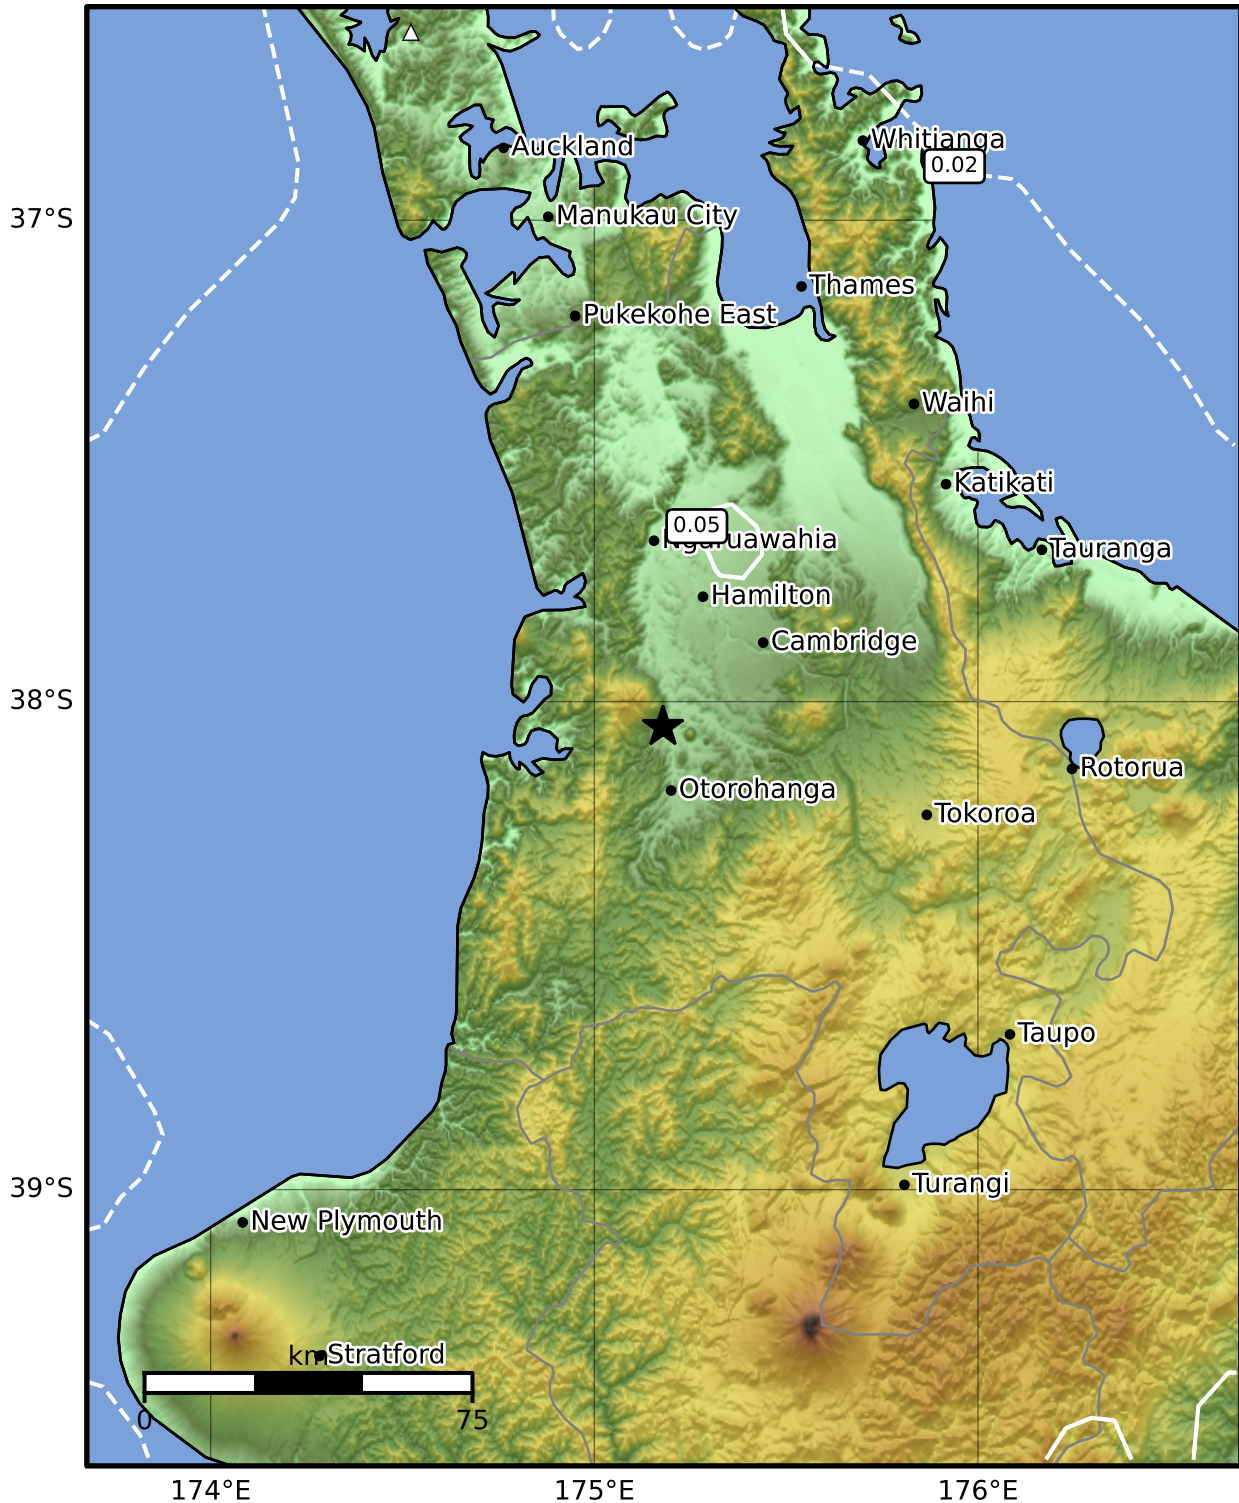 Auckland
Whitianga
0.02
37°S
Manukau City
Thames
Pukekohe East
Waihi
Katikati
0.05
Ngaruawahia
Tauranga
Hamilton
Cambridge
38°S
Rotorua
Otorohanga
Tokoroa
Taupo
39°S
Turangi
New Plymouth
km
Stratford
0
75
174°E
175°E
176°E